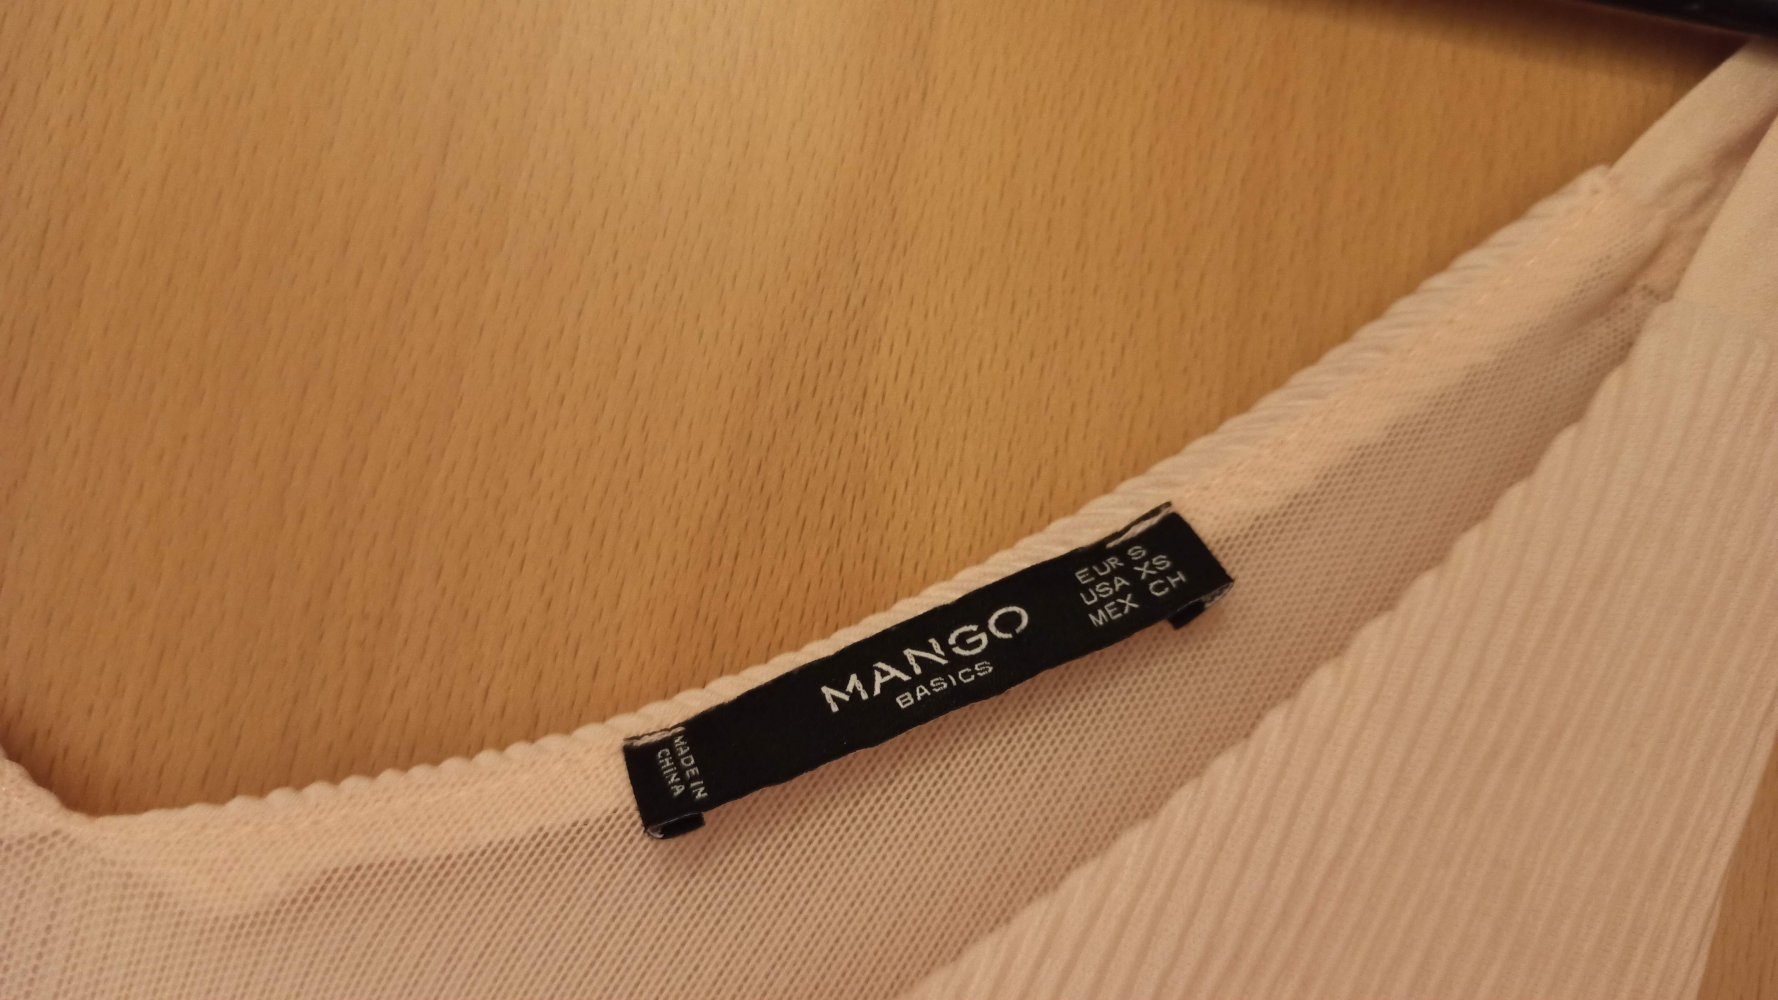 MANGO
BASICS
EUR S
USA XS
MEX CH
MADE IN
CHINA